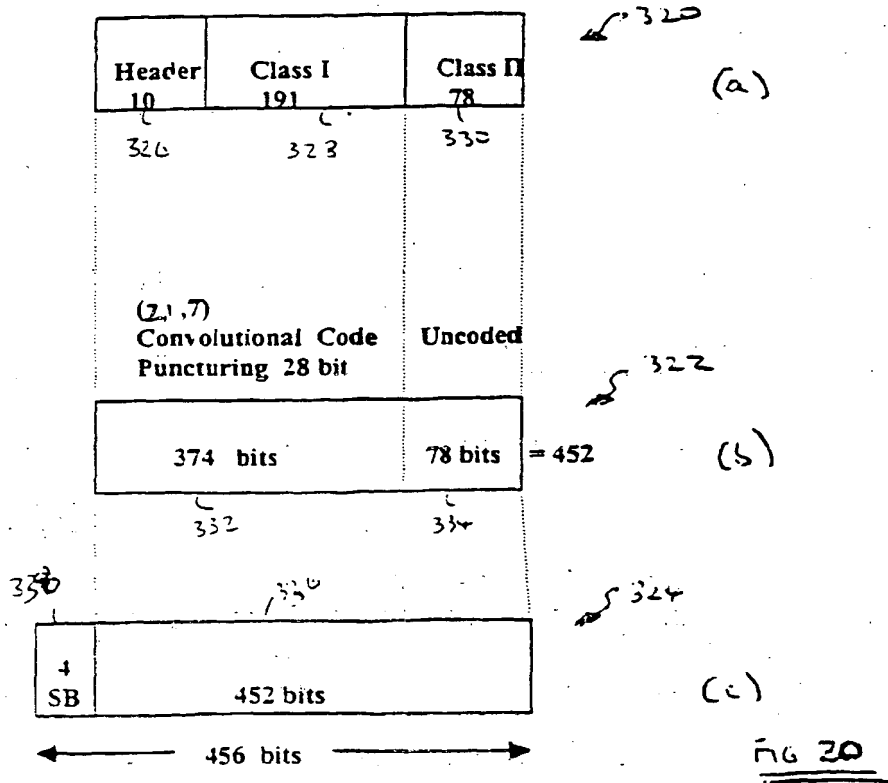 320
Header Class I Class II
10 191 78
(a)
326 328 330
(2,1,7)
Convolutional Code Uncoded
Puncturing 28 bit
322
374 bits 78 bits = 452
(b)
332 334
324
4
SB 452 bits
(c)
456 bits
FIG 20